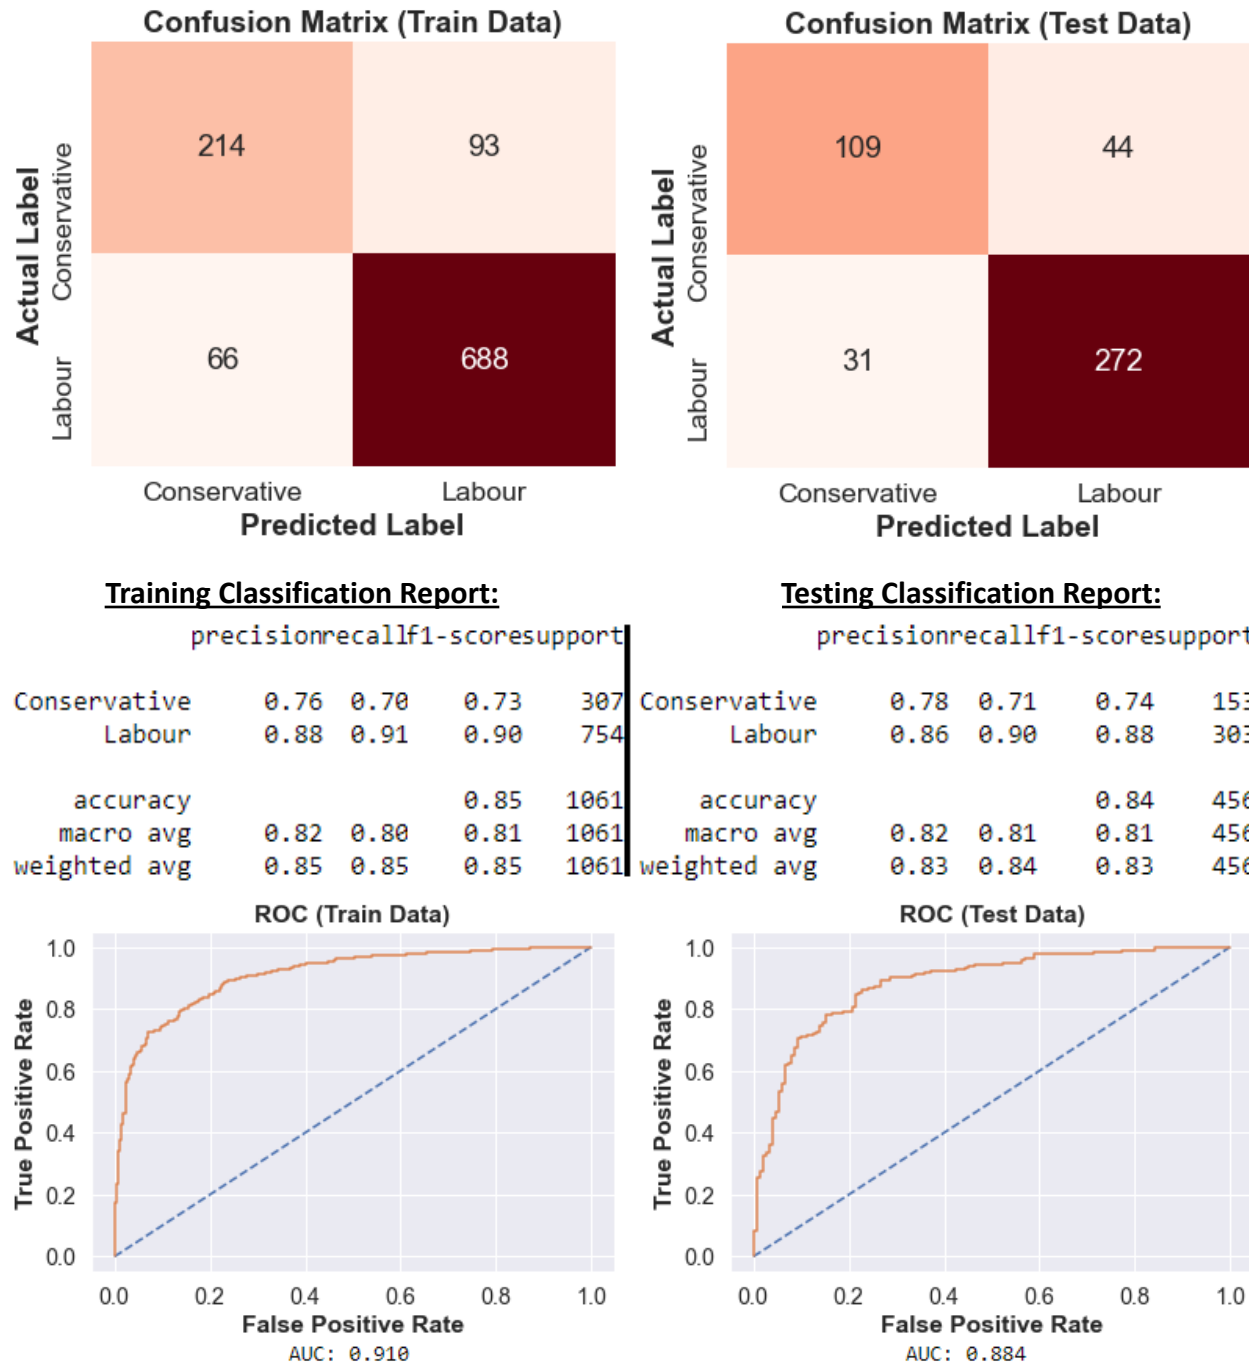 Confusion Matrix (Train Data)
Actual Label
Conservative
Labour
214 93
66 688
Conservative Labour
Predicted Label
Confusion Matrix (Test Data)
Actual Label
Conservative
Labour
109 44
31 272
Conservative Labour
Predicted Label
Training Classification Report:
precisionrecallf1-scoresupport
Conservative 0.76 0.70 0.73 307
Labour 0.88 0.91 0.90 754
accuracy 0.85 1061
macro avg 0.82 0.80 0.81 1061
weighted avg 0.85 0.85 0.85 1061
Testing Classification Report:
precisionrecallf1-scoresupport
Conservative 0.78 0.71 0.74 153
Labour 0.86 0.90 0.88 303
accuracy 0.84 456
macro avg 0.82 0.81 0.81 456
weighted avg 0.83 0.84 0.83 456
ROC (Train Data)
True Positive Rate
1.0
0.8
0.6
0.4
0.2
0.0
0.0 0.2 0.4 0.6 0.8 1.0
False Positive Rate
AUC: 0.910
ROC (Test Data)
True Positive Rate
1.0
0.8
0.6
0.4
0.2
0.0
0.0 0.2 0.4 0.6 0.8 1.0
False Positive Rate
AUC: 0.884